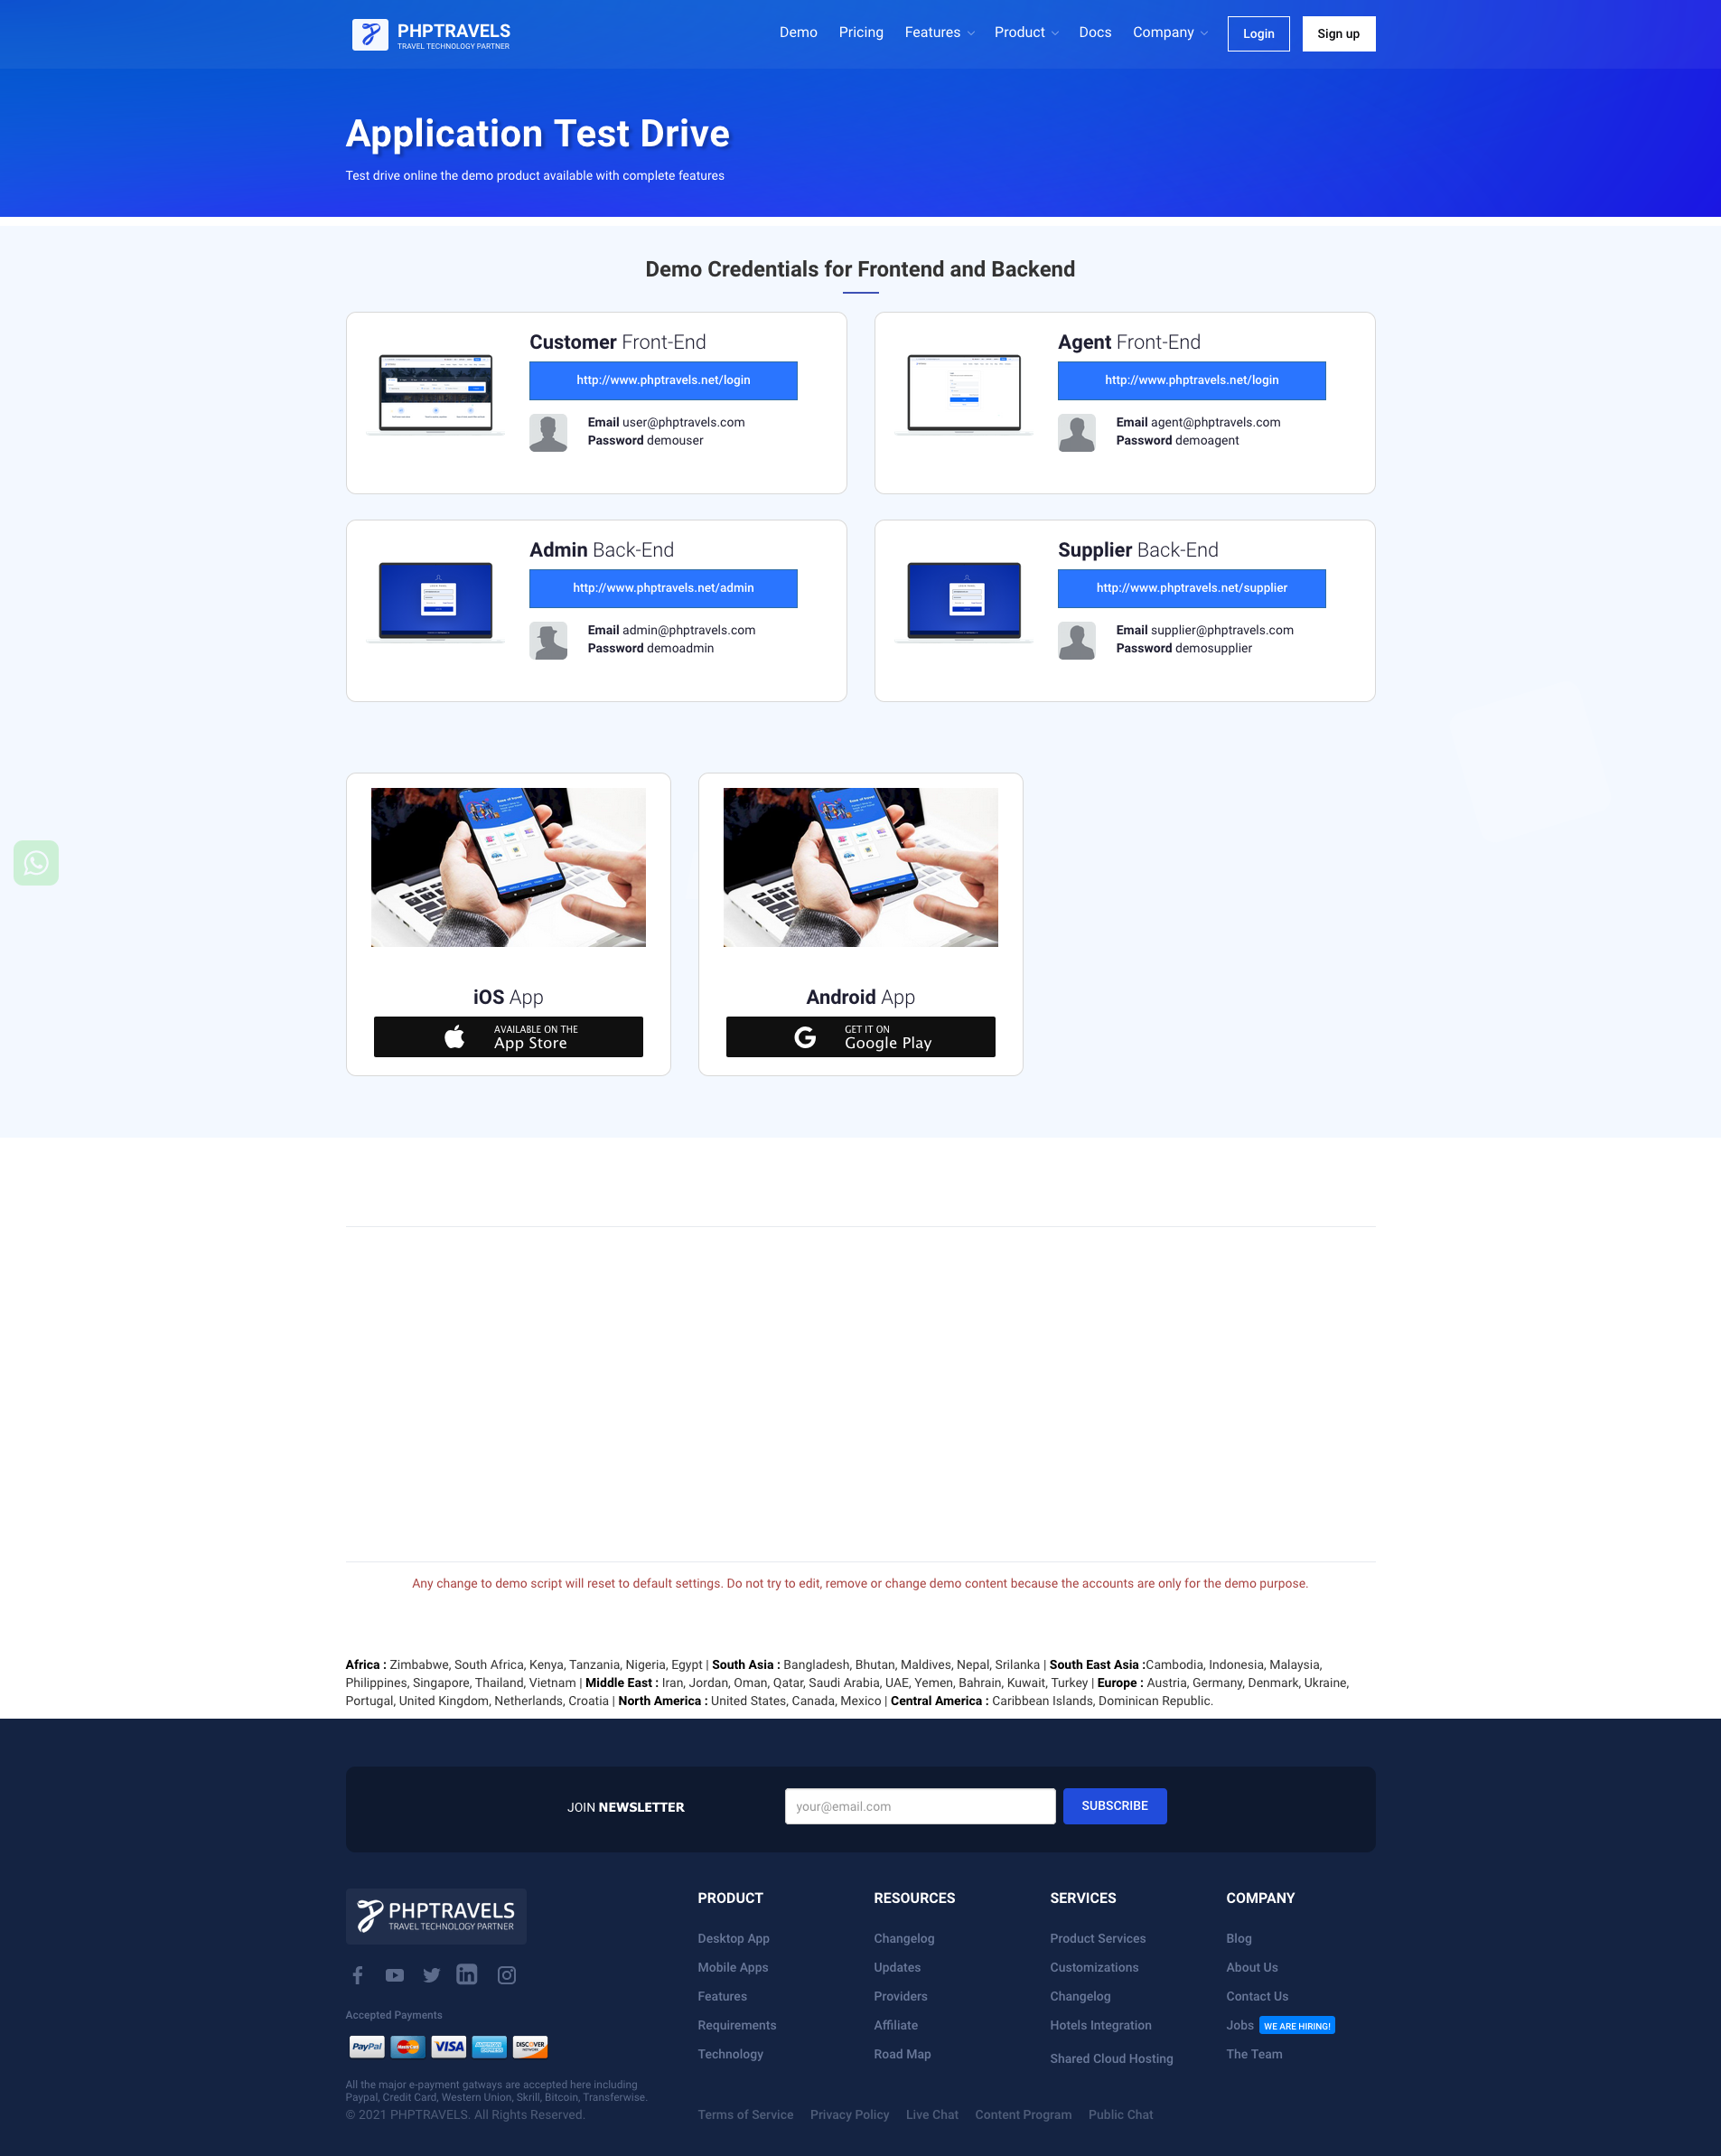 PHPTRAVELS
TRAVEL TECHNOLOGY PARTNER
Demo Pricing Features Product Docs Company Login Sign up
Application Test Drive
Test drive online the demo product available with complete features
Demo Credentials for Frontend and Backend
Customer Front-End
http://www.phptravels.net/login
Email user@phptravels.com
Password demouser
Agent Front-End
http://www.phptravels.net/login
Email agent@phptravels.com
Password demoagent
Admin Back-End
http://www.phptravels.net/admin
Email admin@phptravels.com
Password demoadmin
Supplier Back-End
http://www.phptravels.net/supplier
Email supplier@phptravels.com
Password demosupplier
iOS App
AVAILABLE ON THE
App Store
Android App
GET IT ON
Google Play
Any change to demo script will reset to default settings. Do not try to edit, remove or change demo content because the accounts are only for the demo purpose.
Africa : Zimbabwe, South Africa, Kenya, Tanzania, Nigeria, Egypt | South Asia : Bangladesh, Bhutan, Maldives, Nepal, Srilanka | South East Asia :Cambodia, Indonesia, Malaysia,
Philippines, Singapore, Thailand, Vietnam | Middle East : Iran, Jordan, Oman, Qatar, Saudi Arabia, UAE, Yemen, Bahrain, Kuwait, Turkey | Europe : Austria, Germany, Denmark, Ukraine,
Portugal, United Kingdom, Netherlands, Croatia | North America : United States, Canada, Mexico | Central America : Caribbean Islands, Dominican Republic.
JOIN NEWSLETTER
your@email.com
SUBSCRIBE
PHPTRAVELS
TRAVEL TECHNOLOGY PARTNER
Accepted Payments
PayPal MasterCard VISA AMERICAN EXPRESS DISCOVER
All the major e-payment gatways are accepted here including
Paypal, Credit Card, Western Union, Skrill, Bitcoin, Transferwise.
© 2021 PHPTRAVELS. All Rights Reserved.
PRODUCT
Desktop App
Mobile Apps
Features
Requirements
Technology
RESOURCES
Changelog
Updates
Providers
Affiliate
Road Map
SERVICES
Product Services
Customizations
Changelog
Hotels Integration
Shared Cloud Hosting
COMPANY
Blog
About Us
Contact Us
Jobs WE ARE HIRING!
The Team
Terms of Service Privacy Policy Live Chat Content Program Public Chat